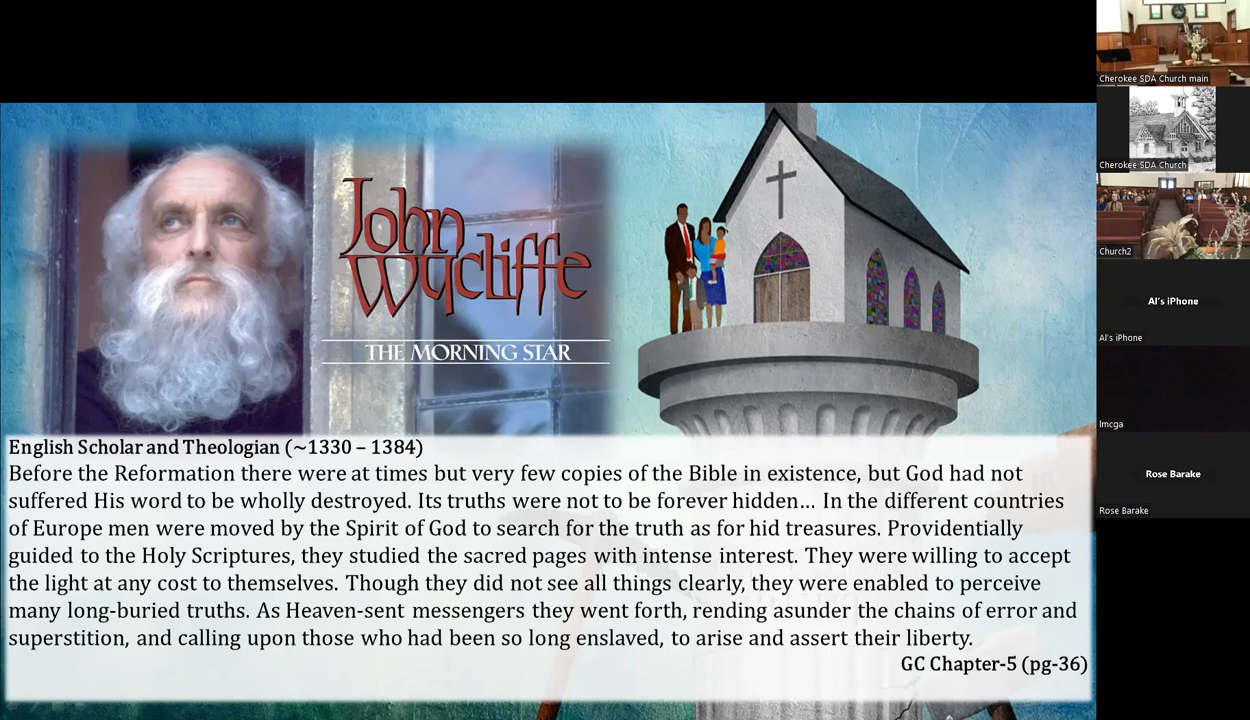 John
Wycliffe
THE MORNING STAR
English Scholar and Theologian (~1330 – 1384)
Before the Reformation there were at times but very few copies of the Bible in existence, but God had not
suffered His word to be wholly destroyed. Its truths were not to be forever hidden… In the different countries
of Europe men were moved by the Spirit of God to search for the truth as for hid treasures. Providentially
guided to the Holy Scriptures, they studied the sacred pages with intense interest. They were willing to accept
the light at any cost to themselves. Though they did not see all things clearly, they were enabled to perceive
many long-buried truths. As Heaven-sent messengers they went forth, rending asunder the chains of error and
superstition, and calling upon those who had been so long enslaved, to arise and assert their liberty.
GC Chapter-5 (pg-36)
Cherokee SDA Church main
Cherokee SDA Church
Church2
Al's iPhone
Al's iPhone
lmcga
Rose Barake
Rose Barake